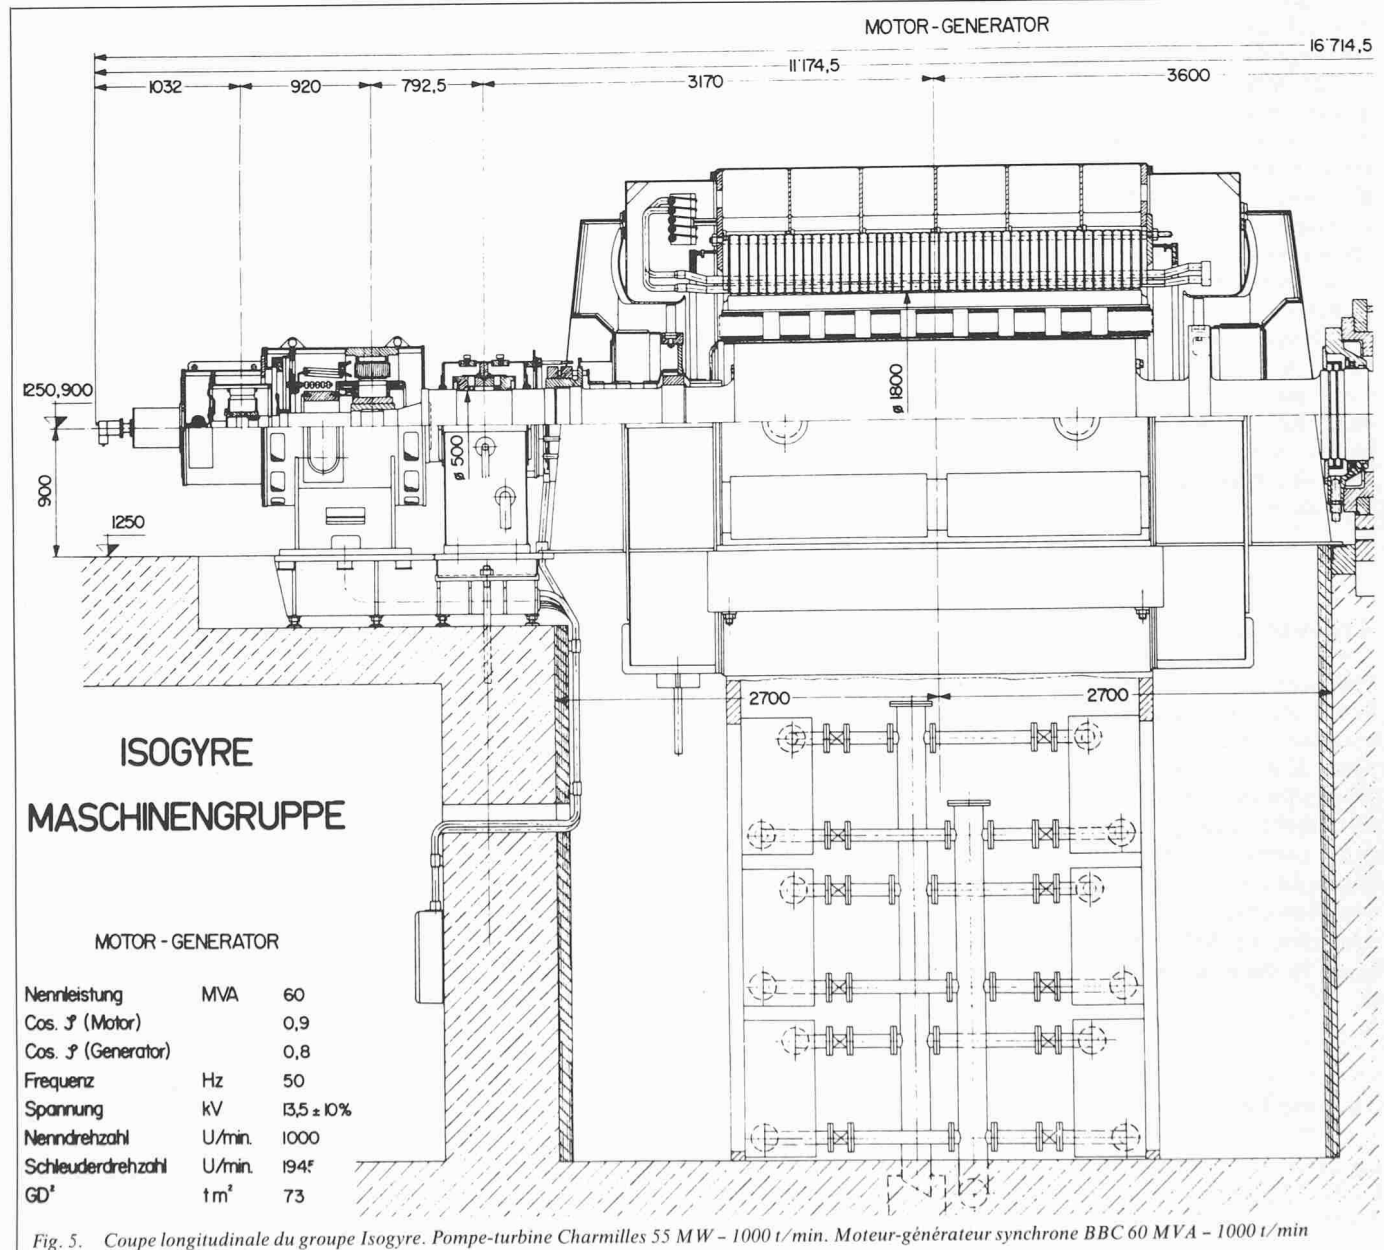 MOTOR-GENERATOR
16'714,5
11'174,5
1032 920 792,5 3170 3600
1250,900
900
1250
ø 500
ø 1800
2700 2700
ISOGYRE
MASCHINENGRUPPE
MOTOR - GENERATOR
Nennleistung MVA 60
Cos. 𝒫 (Motor) 0,9
Cos. 𝒫 (Generator) 0,8
Frequenz Hz 50
Spannung kV 13,5 ± 10%
Nenndrehzahl U/min. 1000
Schleuderdrehzahl U/min.
GD² t m² 73
Fig. 5. Coupe longitudinale du groupe Isogyre. Pompe-turbine Charmilles 55 MW – 1000 t/min. Moteur-générateur synchrone BBC 60 MVA – 1000 t/min